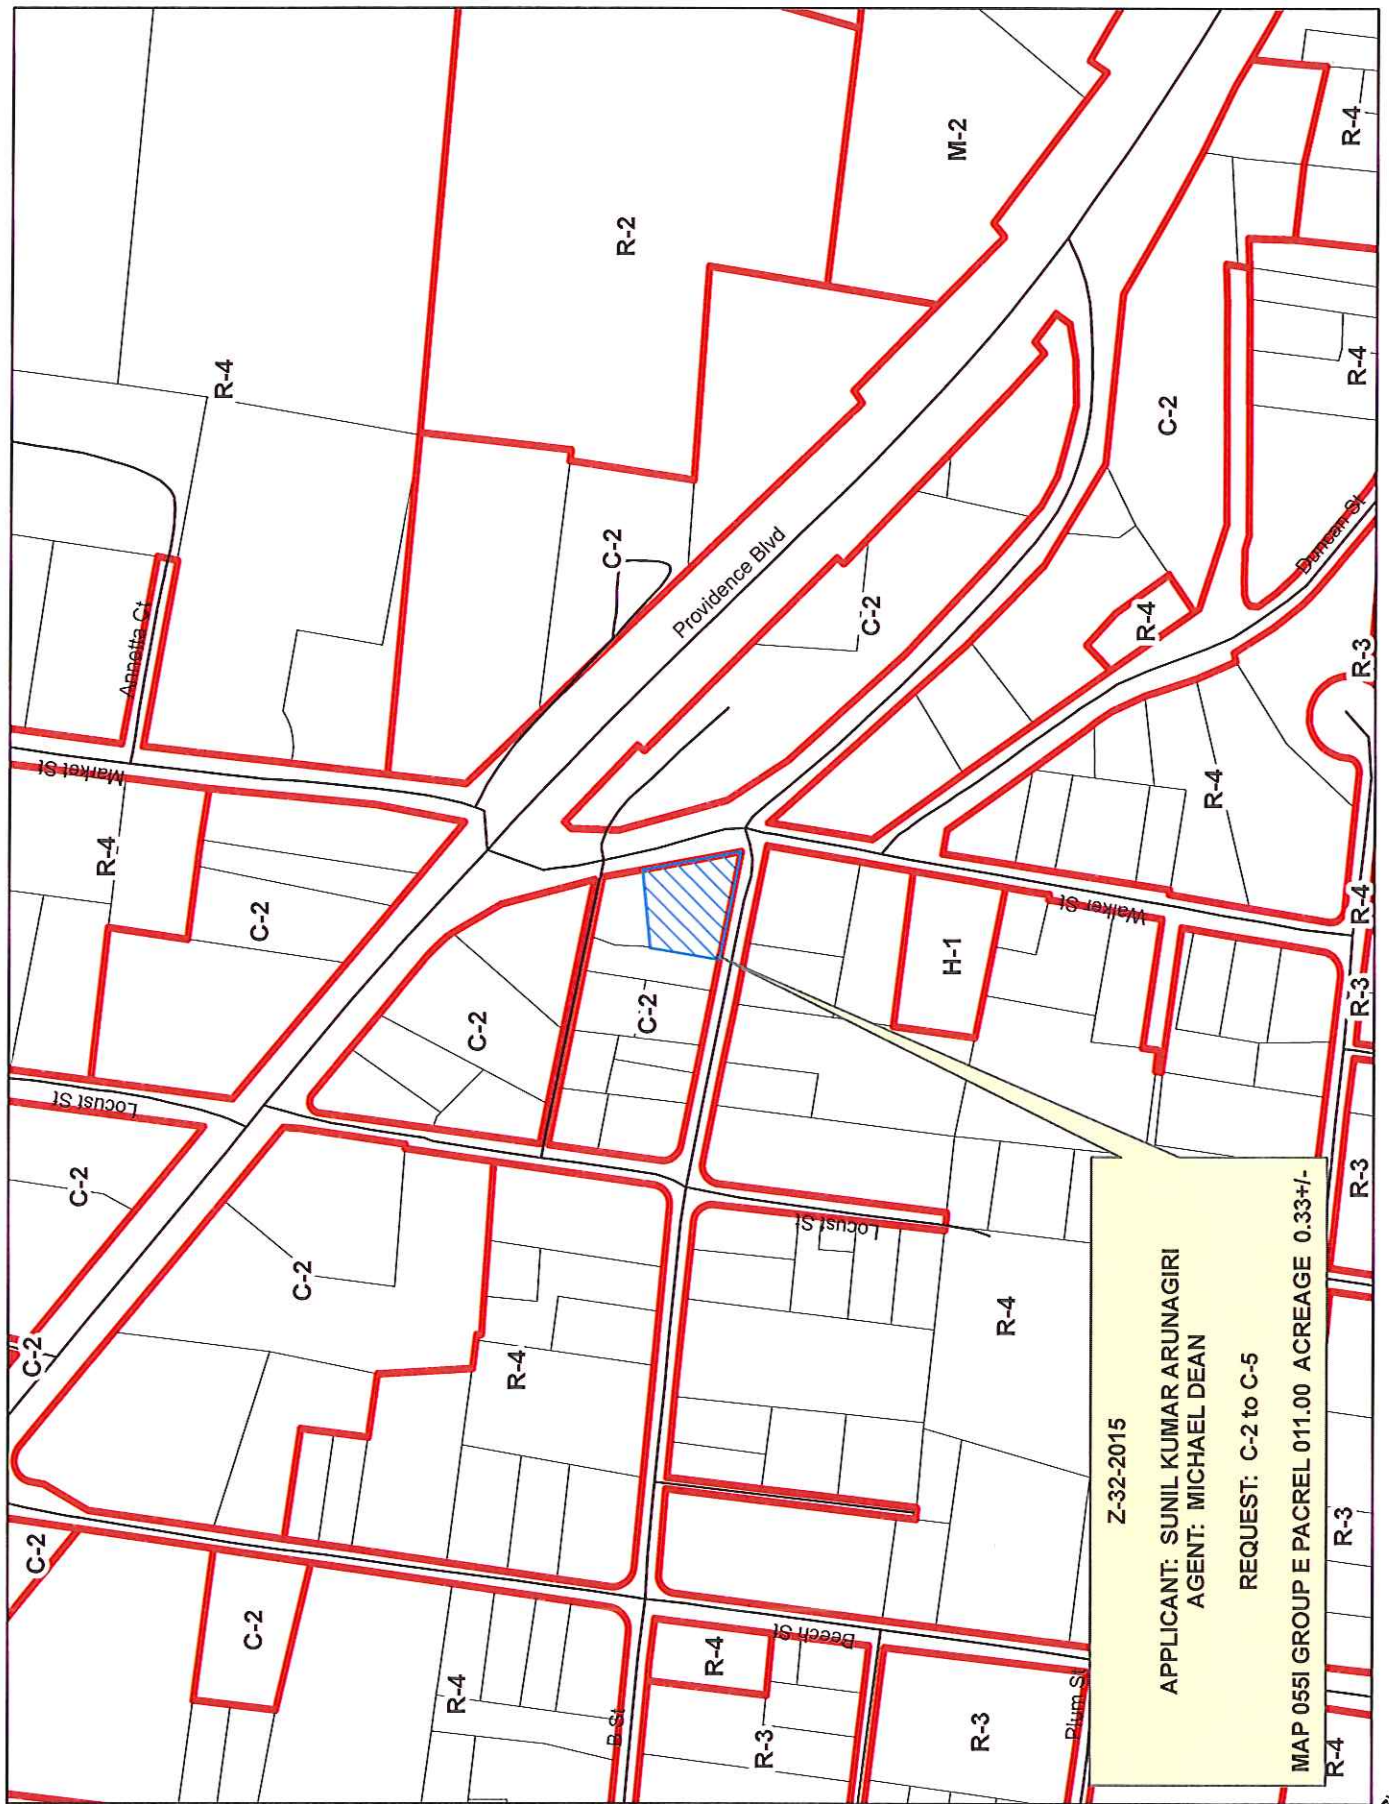 Z-32-2015
APPLICANT: SUNIL KUMAR ARUNAGIRI
AGENT: MICHAEL DEAN
REQUEST: C-2 to C-5
MAP 055I GROUP E PACREL 011.00 ACREAGE 0.33+/-
C-2
C-2
C-2
Locust St
R-4
Market St
Annetta Ct
R-4
C-2
C-2
C-2
R-4
C-2
C-2
C-2
R-2
Providence Blvd
M-2
B St
R-4
C-2
C-2
R-4
R-3
Beech St
Locust St
H-1
Walker St
R-4
C-2
R-3
Plum St
R-4
R-4
Duncan St
R-4
R-3
R-3
R-3
R-4
R-3
R-4
R-4